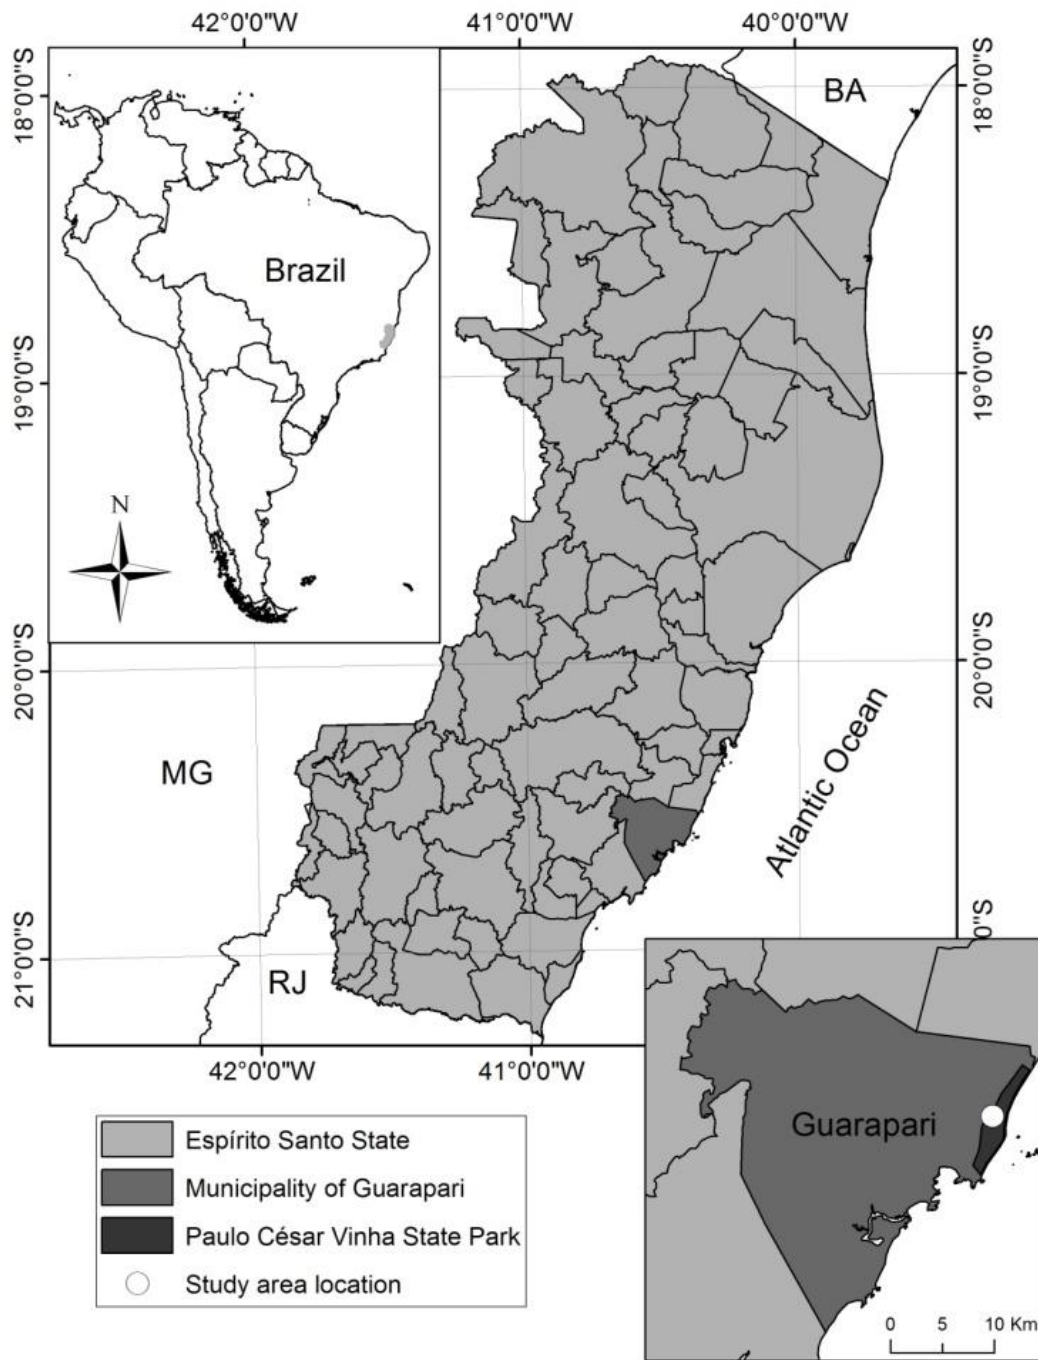 42°0'0"W
41°0'0"W
40°0'0"W
18°0'0"S
18°0'0"S
BA
Brazil
19°0'0"S
19°0'0"S
N
20°0'0"S
20°0'0"S
MG
Atlantic Ocean
21°0'0"S
0"S
RJ
42°0'0"W
41°0'0"W
Guarapari
Espírito Santo State
Municipality of Guarapari
Paulo César Vinha State Park
Study area location
0 5 10 Km